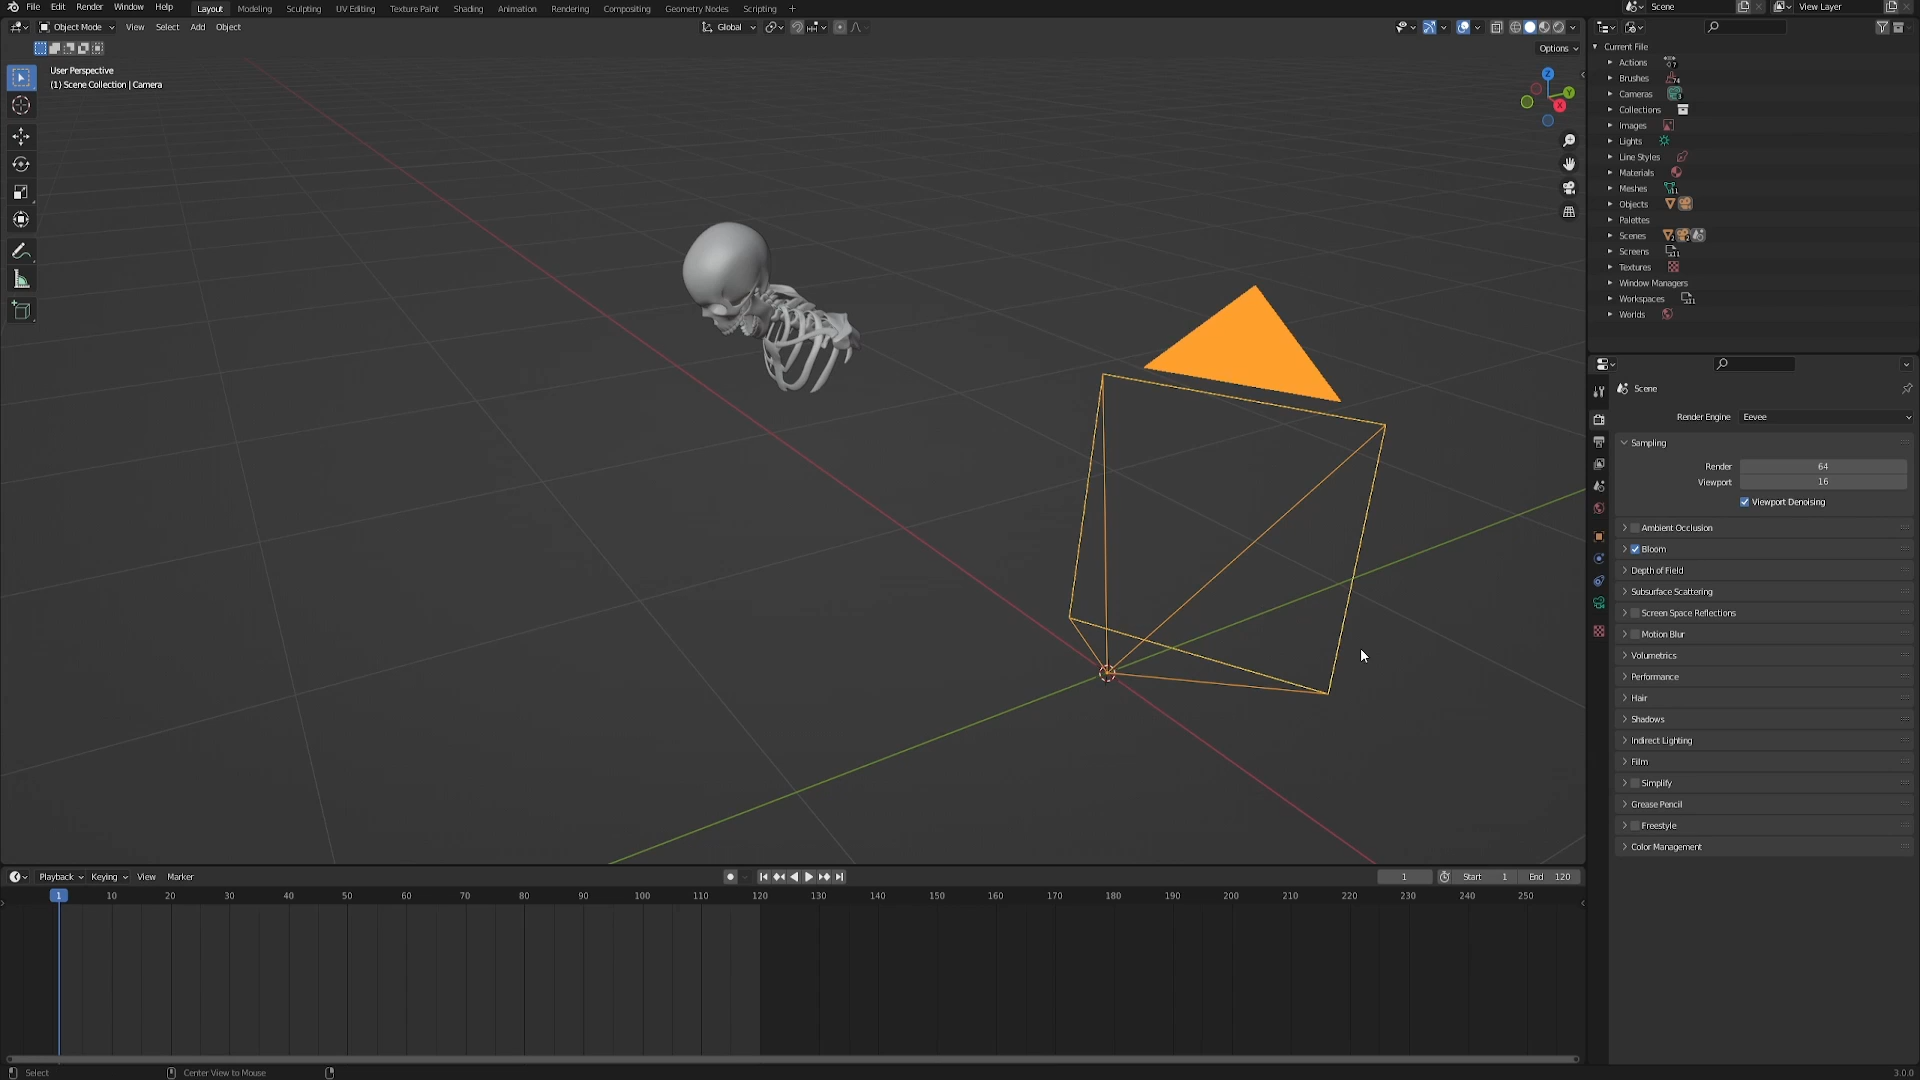 File Edit Render Window Help Layout Modeling Sculpting UV Editing Texture Paint Shading Animation Rendering Compositing Geometry Nodes Scripting + Scene View Layer
Object Mode View Select Add Object Global
Options
User Perspective
(1) Scene Collection | Camera
Z
Y
X
Current File
Actions 7
Brushes 74
Cameras
Collections
Images
Lights
Line Styles
Materials
Meshes 11
Objects
Palettes
Scenes 2 2
Screens 11
Textures
Window Managers
Workspaces 11
Worlds
Scene
Render Engine Eevee
Sampling
Render 64
Viewport 16
Viewport Denoising
Ambient Occlusion
Bloom
Depth of Field
Subsurface Scattering
Screen Space Reflections
Motion Blur
Volumetrics
Performance
Hair
Shadows
Indirect Lighting
Film
Simplify
Grease Pencil
Freestyle
Color Management
Playback Keying View Marker 1 Start 1 End 120
1 10 20 30 40 50 60 70 80 90 100 110 120 130 140 150 160 170 180 190 200 210 220 230 240 250
Select Center View to Mouse 3.0.0